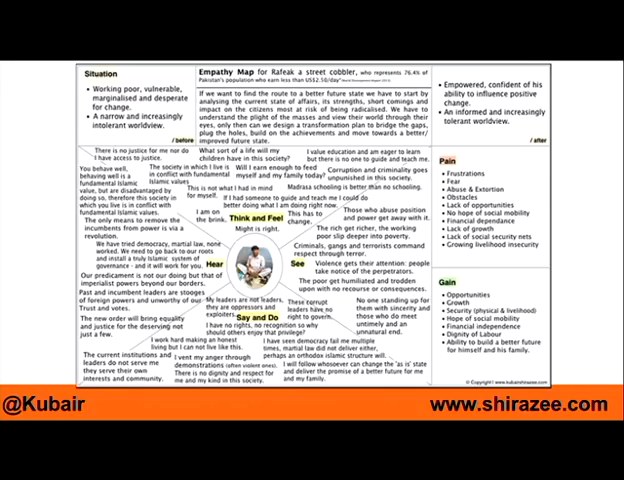 Situation
• Working poor, vulnerable,
marginalised and desperate
for change.
• A narrow and increasingly
intolerant worldview.
/ before
Empathy Map for Rafeak a street cobbler, who represents 76.4% of
Pakistan's population who earn less than US$2.50/day"
If we want to find the route to a better future state we have to start by
analysing the current state of affairs, its strengths, short comings and
impact on the citizens most at risk of being radicalised. We have to
understand the plight of the masses and view their world through their
eyes, only then can we design a transformation plan to bridge the gaps,
plug the holes, build on the achievements and move towards a better/
improved future state.
• Empowered, confident of his
ability to influence positive
change.
• An informed and increasingly
tolerant worldview.
/ after
There is no justice for me nor do
I have access to justice.
What sort of a life will my
children have in this society?
I value education and am eager to learn
but there is no one to guide and teach me.
You behave well,
behaving well is a
fundamental Islamic
value, but are disadvantaged by
doing so, therefore this society in
which you live is in conflict with
fundamental Islamic values.
The society in which I live is
in conflict with fundamental
Islamic values
Will I earn enough to feed
myself and my family today?
Corruption and criminality goes
unpunished in this society.
This is not what I had in mind
for myself.
Madrasa schooling is better than no schooling.
If I had someone to guide and teach me I could do
better doing what I am doing right now.
I am on
the brink.
Think and Feel
This has to
change.
Might is right.
Those who abuse position
and power get away with it.
The only means to remove the
incumbents from power is via a
revolution.
The rich get richer, the working
poor slip deeper into poverty.
We have tried democracy, martial law, none
worked. We need to go back to our roots
and install a truly Islamic system of
governance - and it will work for you.
Criminals, gangs and terrorists command
respect through terror.
Hear
See
Violence gets their attention: people
take notice of the perpetrators.
Our predicament is not our doing but that of
imperialist powers beyond our borders.
The poor get humiliated and trodden
upon with no recourse or consequences.
Past and incumbent leaders are stooges
of foreign powers and unworthy of our
Trust and votes.
My leaders are not leaders,
they are oppressors and
exploiters.
Say and Do
These corrupt
leaders have no
right to govern.
No one standing up for
them with sincerity and
those who do meet
untimely and an
unnatural end.
The new order will bring equality
and justice for the deserving not
just a few.
I have no rights, no recognition so why
should others enjoy that privilege?
I work hard making an honest
living but I can not live like this.
I have seen democracy fail me multiple
times, martial law did not deliver either,
perhaps an orthodox islamic structure will.
The current institutions and
leaders do not serve me
they serve their own
interests and community.
I vent my anger through
demonstrations (often violent ones).
There is no dignity and respect for
me and my kind in this society.
I will follow whosoever can change the 'as is' state
and deliver the promise of a better future for me
and my family.
Pain
• Frustrations
• Fear
• Abuse & Extortion
• Obstacles
• Lack of opportunities
• No hope of social mobility
• Financial dependance
• Lack of growth
• Lack of social security nets
• Growing livelihood insecurity
Gain
• Opportunities
• Growth
• Security (physical & livelihood)
• Hope of social mobility
• Financial independence
• Dignity of Labour
• Ability to build a better future
for himself and his family.
© Copyright www.kubairshirazee.com
@Kubair
www.shirazee.com